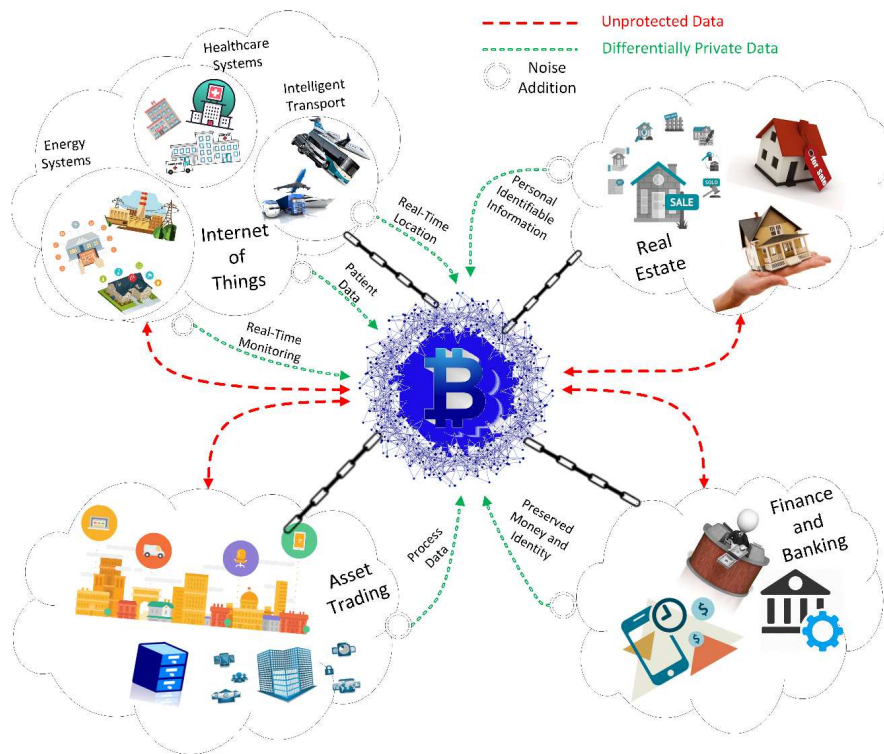 Unprotected Data
Differentially Private Data
Noise
Addition
Healthcare
Systems
Intelligent
Transport
Energy
Systems
Internet
of
Things
Real-Time
Location
Patient
Data
Real-Time
Monitoring
Personal
Identifiable
Information
SALE
SOLD
for Sale
Real
Estate
B
Asset
Trading
Process
Data
Preserved
Money and
Identity
Finance
and
Banking
$
$